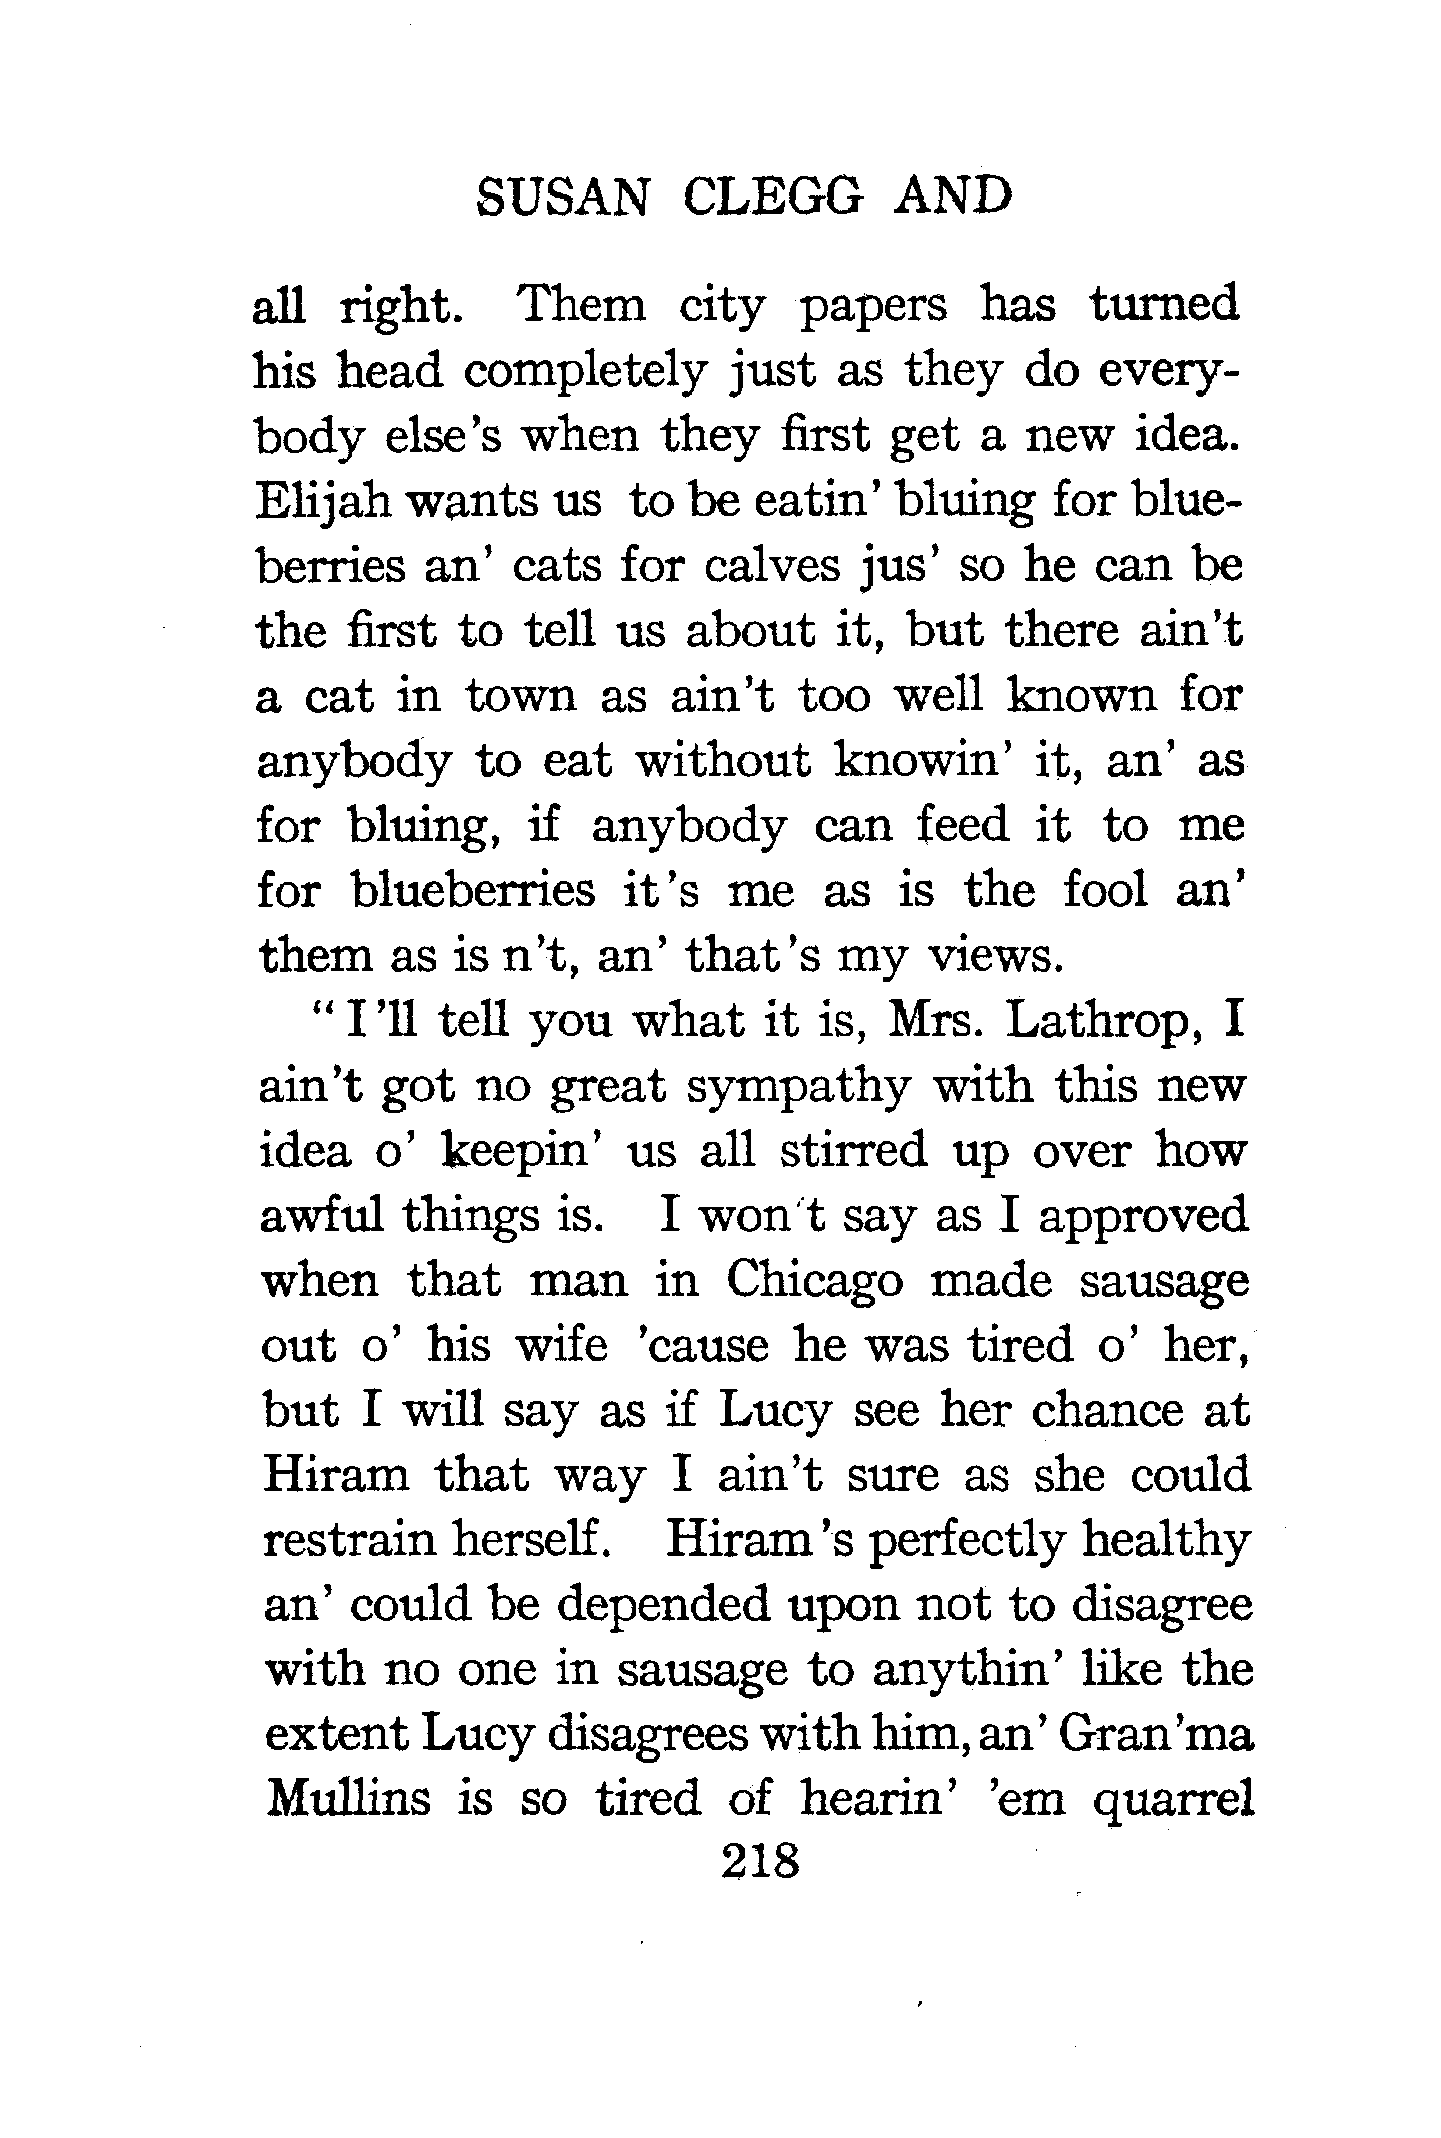 SUSAN CLEGG AND
all right. Them city papers has turned
his head completely just as they do every-
body else's when they first get a new idea.
Elijah wants us to be eatin' bluing for blue-
berries an' cats for calves jus' so he can be
the first to tell us about it, but there ain't
a cat in town as ain't too well known for
anybody to eat without knowin' it, an' as
for bluing, if anybody can feed it to me
for blueberries it's me as is the fool an'
them as is n't, an' that's my views.
"I'll tell you what it is, Mrs. Lathrop, I
ain't got no great sympathy with this new
idea o' keepin' us all stirred up over how
awful things is. I won't say as I approved
when that man in Chicago made sausage
out o' his wife 'cause he was tired o' her,
but I will say as if Lucy see her chance at
Hiram that way I ain't sure as she could
restrain herself. Hiram's perfectly healthy
an' could be depended upon not to disagree
with no one in sausage to anythin' like the
extent Lucy disagrees with him, an' Gran'ma
Mullins is so tired of hearin' 'em quarrel
218